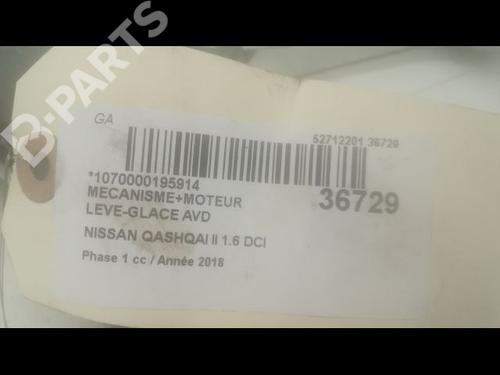 B-PARTS
GA
52712201 36729
*1070000195914
MECANISME+MOTEUR
36729
LEVE-GLACE AVD
NISSAN QASHQAI II 1.6 DCI
Phase 1 cc / Année 2018